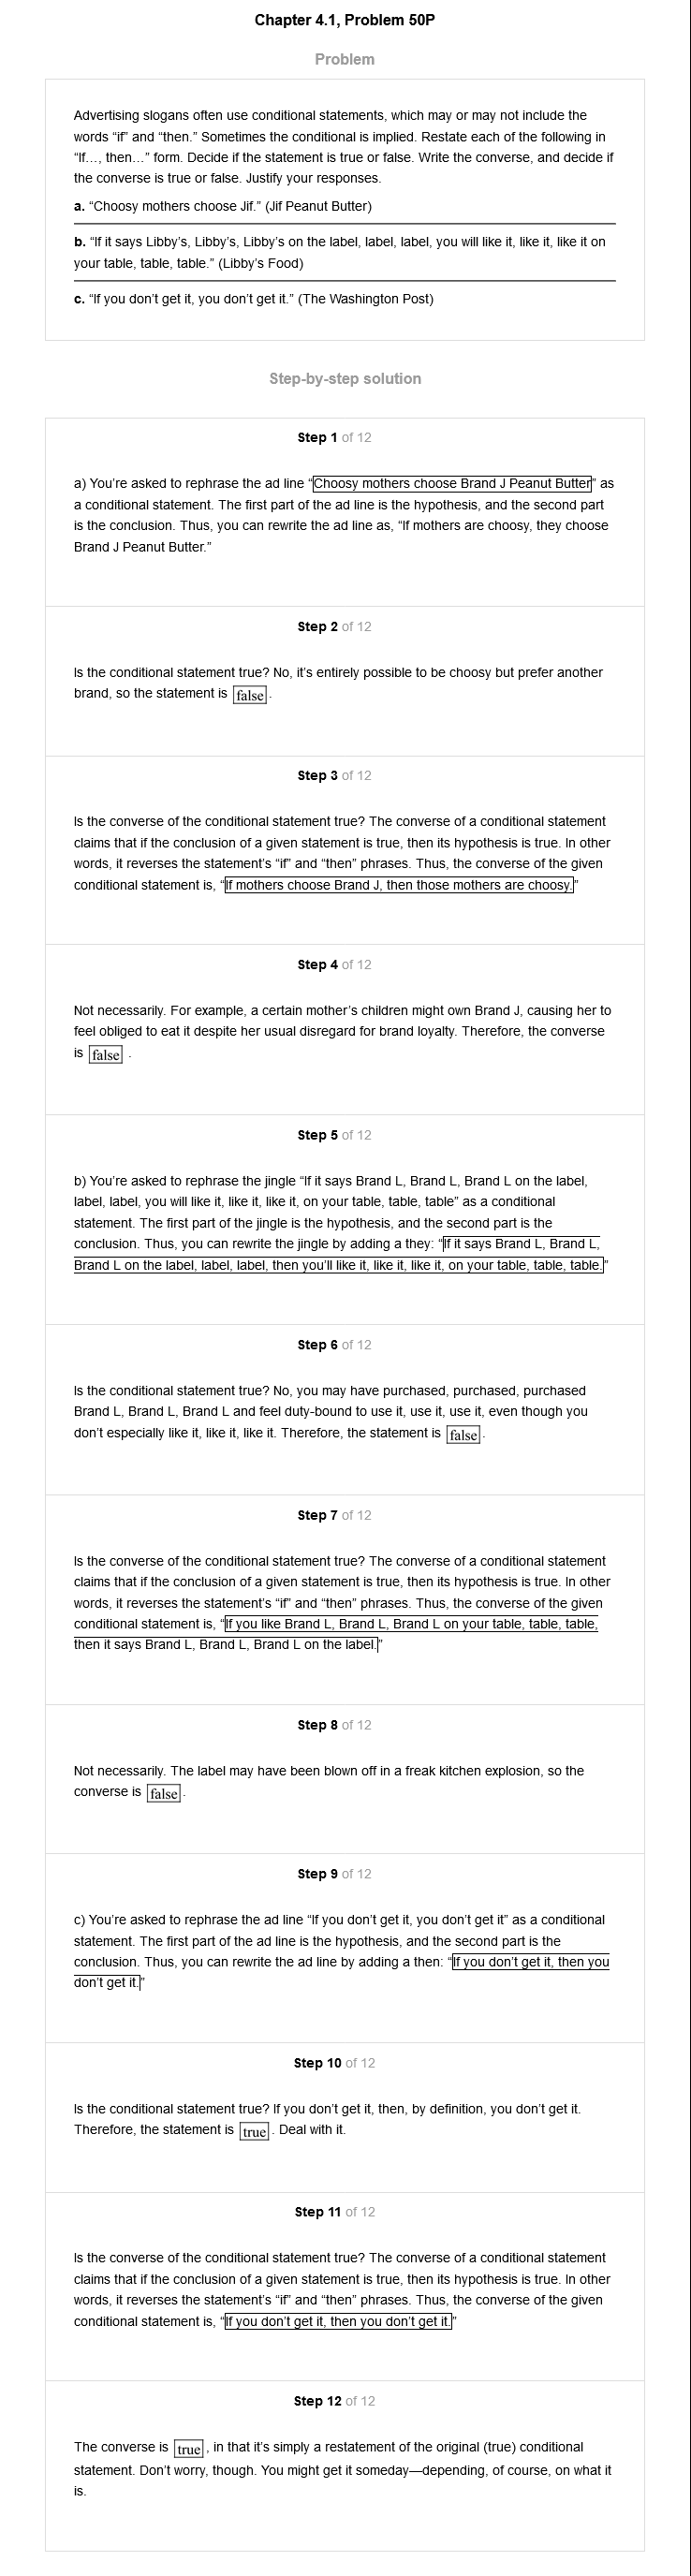 Chapter 4.1, Problem 50P
Problem
Advertising slogans often use conditional statements, which may or may not include the
words “if” and “then.” Sometimes the conditional is implied. Restate each of the following in
“If…, then…” form. Decide if the statement is true or false. Write the converse, and decide if
the converse is true or false. Justify your responses.
a. “Choosy mothers choose Jif.” (Jif Peanut Butter)
b. “If it says Libby’s, Libby’s, Libby’s on the label, label, label, you will like it, like it, like it on
your table, table, table.” (Libby’s Food)
c. “If you don’t get it, you don’t get it.” (The Washington Post)
Step-by-step solution
Step 1 of 12
a) You’re asked to rephrase the ad line “Choosy mothers choose Brand J Peanut Butter” as
a conditional statement. The first part of the ad line is the hypothesis, and the second part
is the conclusion. Thus, you can rewrite the ad line as, “If mothers are choosy, they choose
Brand J Peanut Butter.”
Step 2 of 12
Is the conditional statement true? No, it’s entirely possible to be choosy but prefer another
brand, so the statement is false.
Step 3 of 12
Is the converse of the conditional statement true? The converse of a conditional statement
claims that if the conclusion of a given statement is true, then its hypothesis is true. In other
words, it reverses the statement’s “if” and “then” phrases. Thus, the converse of the given
conditional statement is, “If mothers choose Brand J, then those mothers are choosy.”
Step 4 of 12
Not necessarily. For example, a certain mother’s children might own Brand J, causing her to
feel obliged to eat it despite her usual disregard for brand loyalty. Therefore, the converse
is false .
Step 5 of 12
b) You’re asked to rephrase the jingle “If it says Brand L, Brand L, Brand L on the label,
label, label, you will like it, like it, like it, on your table, table, table” as a conditional
statement. The first part of the jingle is the hypothesis, and the second part is the
conclusion. Thus, you can rewrite the jingle by adding a they: “If it says Brand L, Brand L,
Brand L on the label, label, label, then you’ll like it, like it, like it, on your table, table, table.”
Step 6 of 12
Is the conditional statement true? No, you may have purchased, purchased, purchased
Brand L, Brand L, Brand L and feel duty-bound to use it, use it, use it, even though you
don’t especially like it, like it, like it. Therefore, the statement is false.
Step 7 of 12
Is the converse of the conditional statement true? The converse of a conditional statement
claims that if the conclusion of a given statement is true, then its hypothesis is true. In other
words, it reverses the statement’s “if” and “then” phrases. Thus, the converse of the given
conditional statement is, “If you like Brand L, Brand L, Brand L on your table, table, table,
then it says Brand L, Brand L, Brand L on the label.”
Step 8 of 12
Not necessarily. The label may have been blown off in a freak kitchen explosion, so the
converse is false.
Step 9 of 12
c) You’re asked to rephrase the ad line “If you don’t get it, you don’t get it” as a conditional
statement. The first part of the ad line is the hypothesis, and the second part is the
conclusion. Thus, you can rewrite the ad line by adding a then: “If you don’t get it, then you
don’t get it.”
Step 10 of 12
Is the conditional statement true? If you don’t get it, then, by definition, you don’t get it.
Therefore, the statement is true. Deal with it.
Step 11 of 12
Is the converse of the conditional statement true? The converse of a conditional statement
claims that if the conclusion of a given statement is true, then its hypothesis is true. In other
words, it reverses the statement’s “if” and “then” phrases. Thus, the converse of the given
conditional statement is, “If you don’t get it, then you don’t get it.”
Step 12 of 12
The converse is true, in that it’s simply a restatement of the original (true) conditional
statement. Don’t worry, though. You might get it someday—depending, of course, on what it
is.